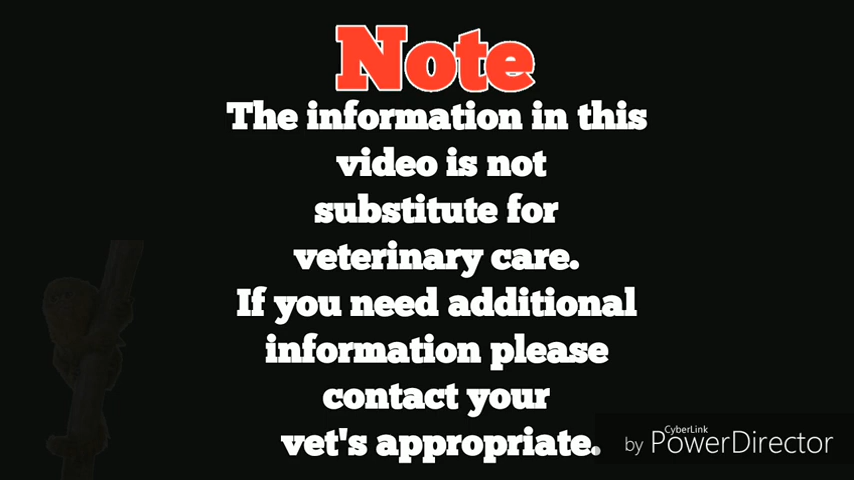 Note
The information in this
video is not
substitute for
veterinary care.
If you need additional
information please
contact your
vet's appropriate.
CyberLink
by PowerDirector